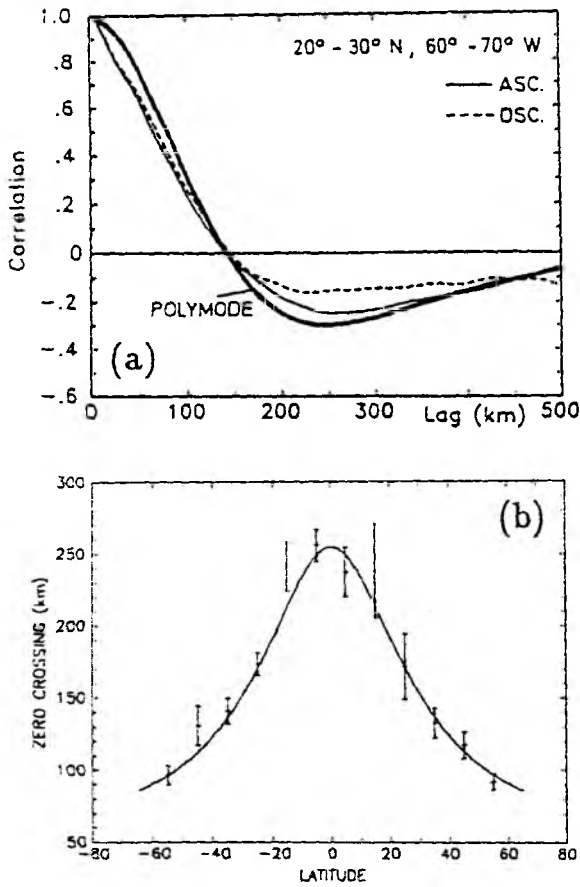 1.0
.8
.6
.4
.2
0
-.2
-.4
-.6
Correlation
20° - 30° N , 60° - 70° W
ASC.
DSC.
POLYMODE
(a)
0
100
200
300
500
Lag (km)
300
250
200
150
100
50
ZERO CROSSING (km)
(b)
-80
-60
-40
-20
0
20
40
60
80
LATITUDE